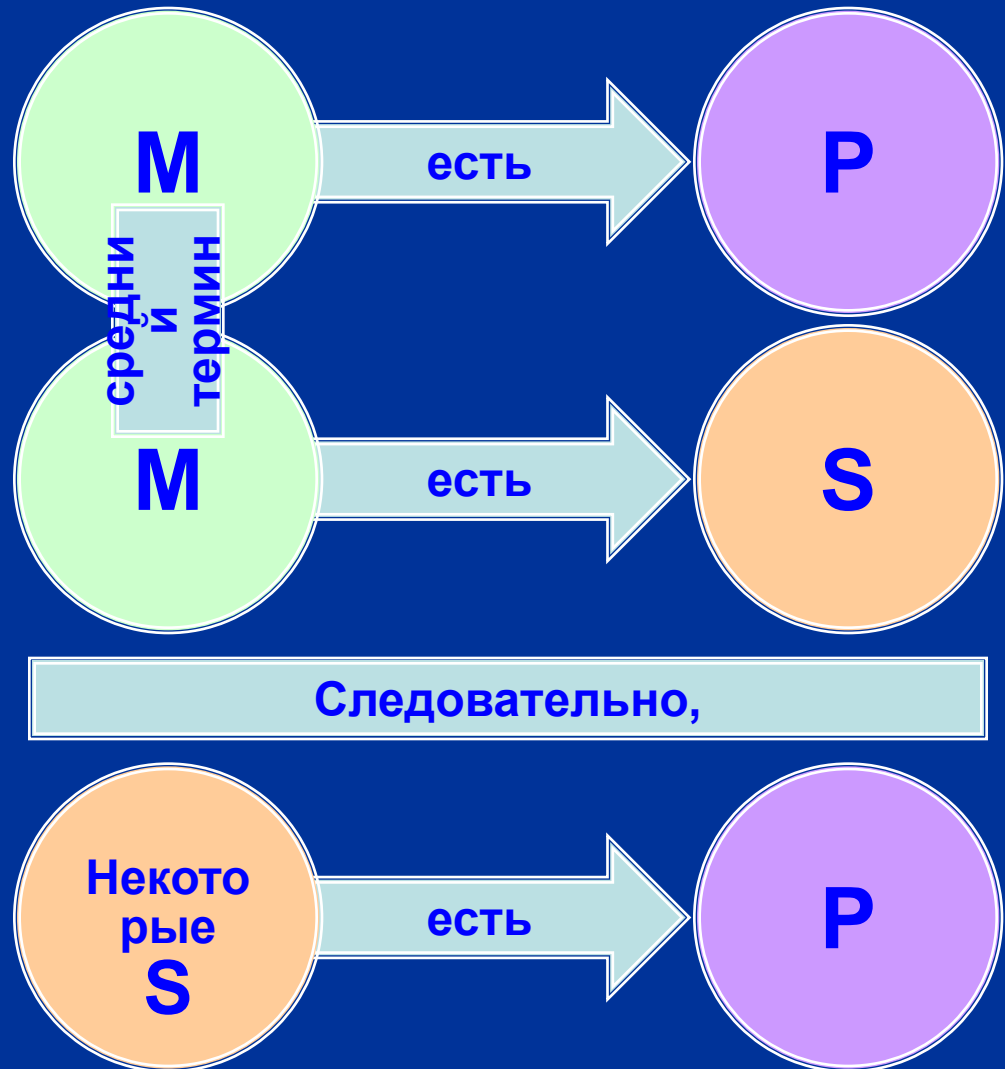 M есть P
средни
й
термин
M есть S
Следовательно,
Некото
рые
S
есть P